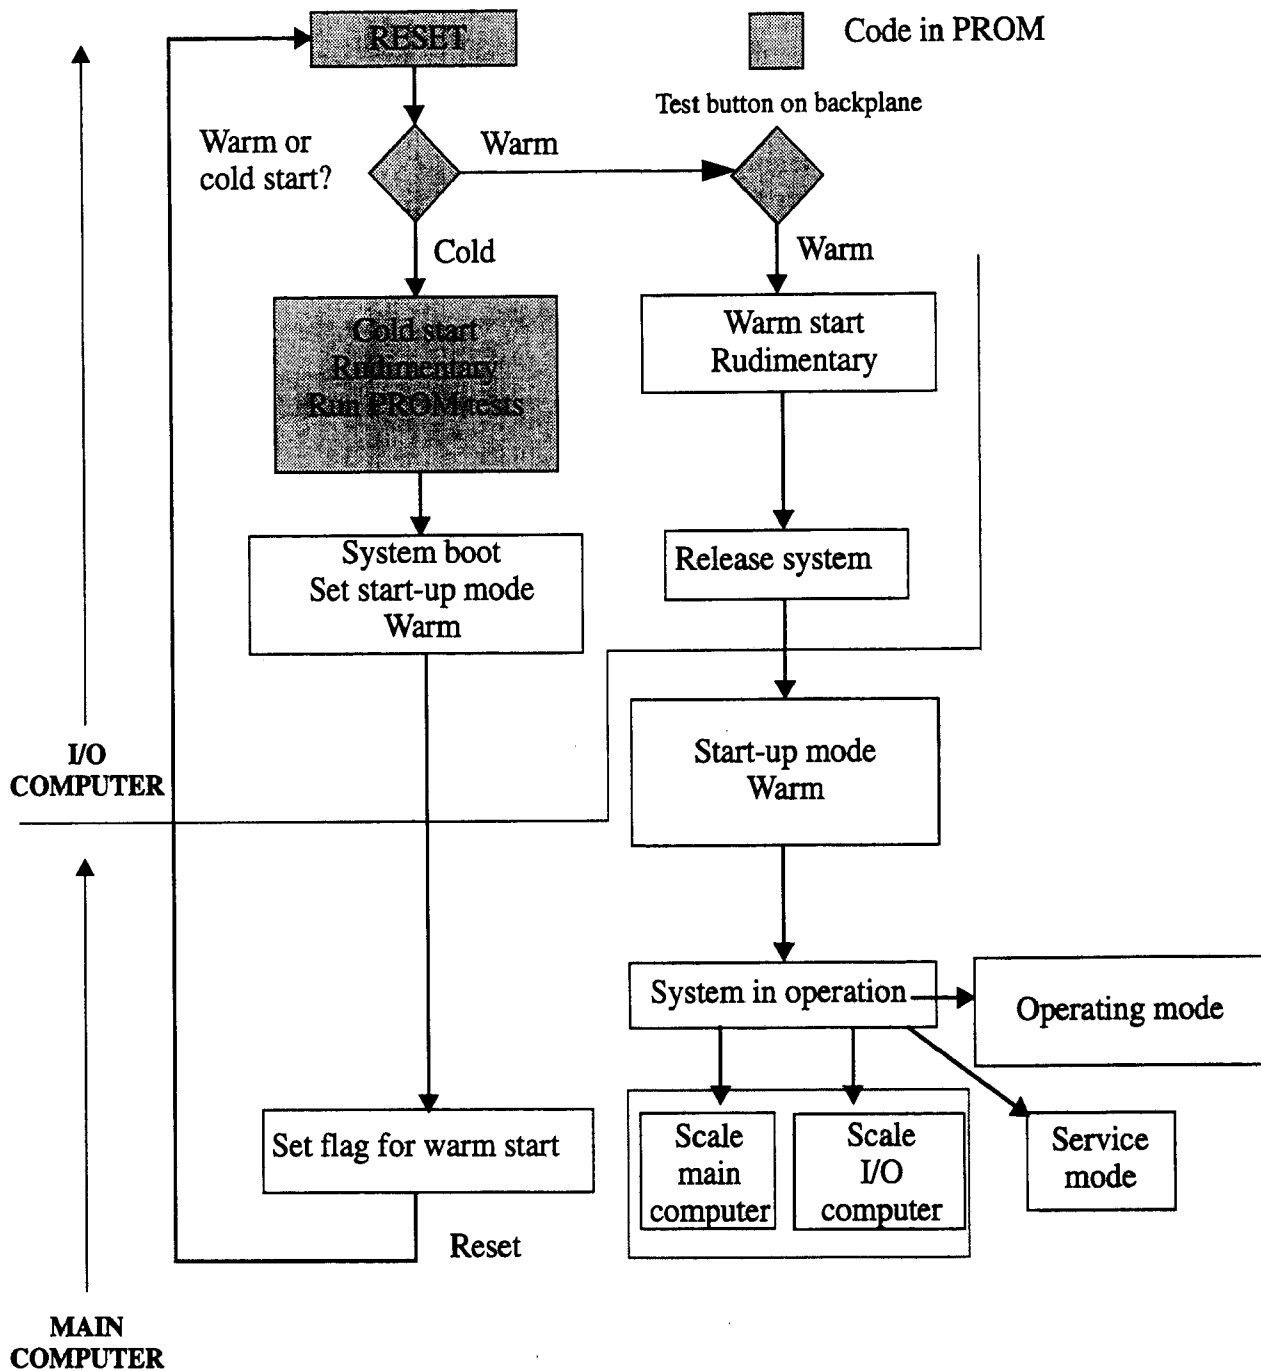 RESET
Code in PROM
Test button on backplane
Warm or
cold start?
Warm
Cold
Warm
Cold start
Rudimentary
Run PROM tests
Warm start
Rudimentary
System boot
Set start-up mode
Warm
Release system
I/O
COMPUTER
Start-up mode
Warm
System in operation
Operating mode
Set flag for warm start
Scale
main
computer
Scale
I/O
computer
Service
mode
Reset
MAIN
COMPUTER